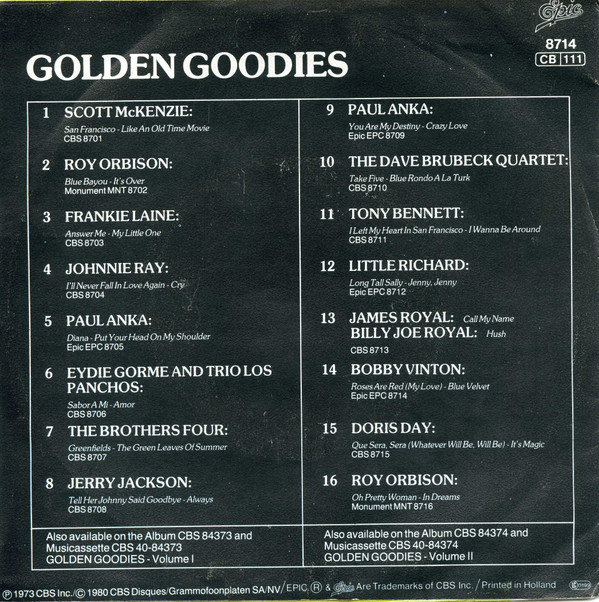 Epic
8714
CB 111
GOLDEN GOODIES
1 SCOTT McKENZIE:
San Francisco - Like An Old Time Movie
CBS 8701
2 ROY ORBISON:
Blue Bayou - It's Over
Monument MNT 8702
3 FRANKIE LAINE:
Answer Me - My Little One
CBS 8703
4 JOHNNIE RAY:
I'll Never Fall In Love Again - Cry
CBS 8704
5 PAUL ANKA:
Diana - Put Your Head On My Shoulder
Epic EPC 8705
6 EYDIE GORME AND TRIO LOS
PANCHOS:
Sabor A Mi - Amor
CBS 8706
7 THE BROTHERS FOUR:
Greenfields - The Green Leaves Of Summer
CBS 8707
8 JERRY JACKSON:
Tell Her Johnny Said Goodbye - Always
CBS 8708
Also available on the Album CBS 84373 and
Musicassette CBS 40-84373
GOLDEN GOODIES - Volume I
9 PAUL ANKA:
You Are My Destiny - Crazy Love
Epic EPC 8709
10 THE DAVE BRUBECK QUARTET:
Take Five - Blue Rondo A La Turk
CBS 8710
11 TONY BENNETT:
I Left My Heart In San Francisco - I Wanna Be Around
CBS 8711
12 LITTLE RICHARD:
Long Tall Sally - Jenny, Jenny
Epic EPC 8712
13 JAMES ROYAL: Call My Name
BILLY JOE ROYAL: Hush
CBS 8713
14 BOBBY VINTON:
Roses Are Red (My Love) - Blue Velvet
Epic EPC 8714
15 DORIS DAY:
Que Sera, Sera (Whatever Will Be, Will Be) - It's Magic
CBS 8715
16 ROY ORBISON:
Oh Pretty Woman - In Dreams
Monument MNT 8716
Also available on the Album CBS 84374 and
Musicassette CBS 40-84374
GOLDEN GOODIES - Volume II
Ⓟ 1973 CBS Inc./© 1980 CBS Disques/Grammofoonplaten SA/NV/EPIC ® & Epic Are Trademarks of CBS Inc./Printed in Holland